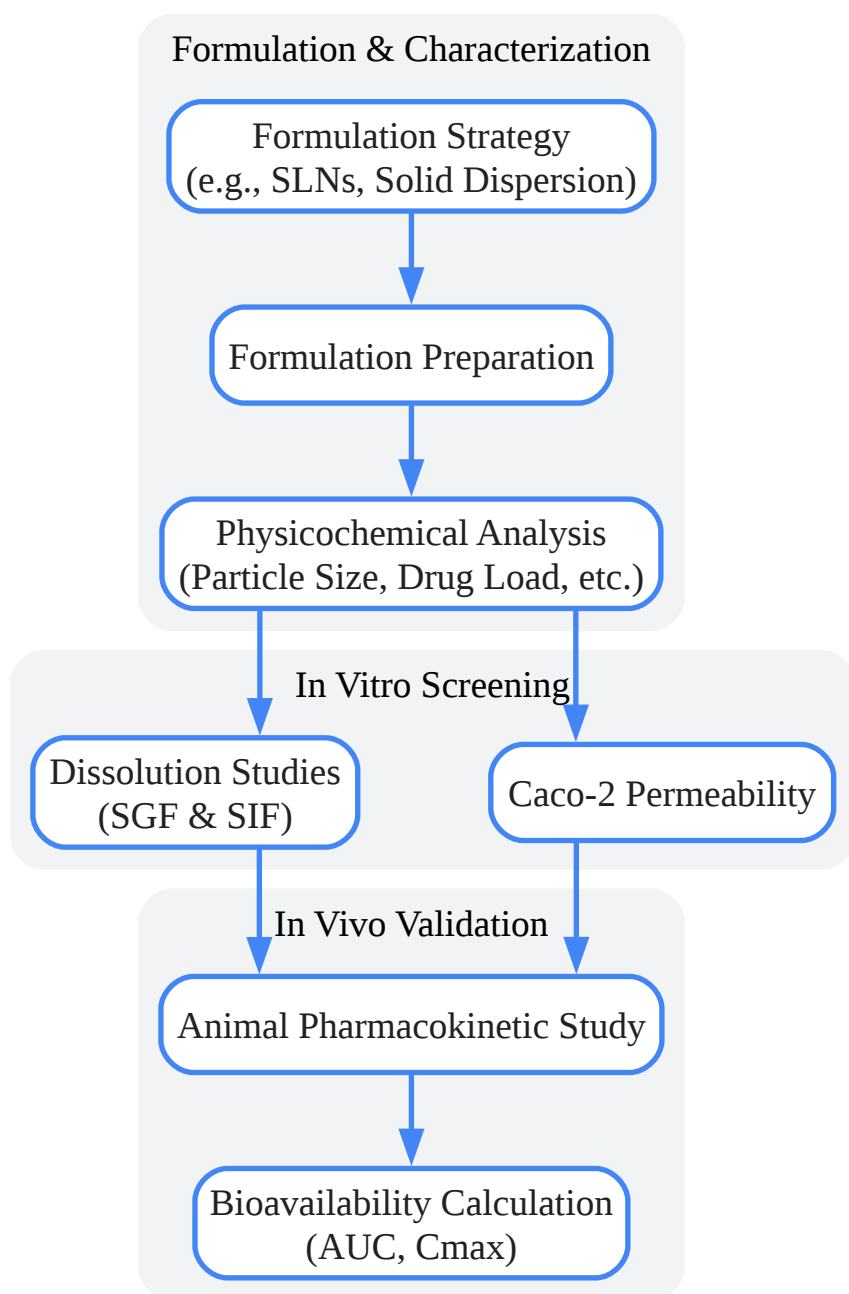 Formulation & Characterization
Formulation Strategy
(e.g., SLNs, Solid Dispersion)
Formulation Preparation
Physicochemical Analysis
(Particle Size, Drug Load, etc.)
In Vitro Screening
Dissolution Studies
(SGF & SIF)
Caco-2 Permeability
In Vivo Validation
Animal Pharmacokinetic Study
Bioavailability Calculation
(AUC, Cmax)